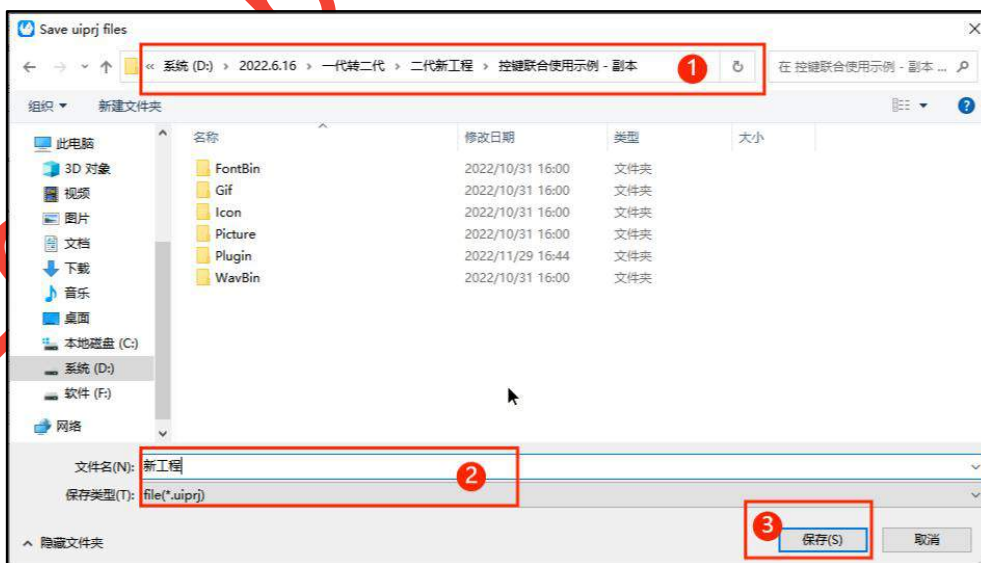 Save uiprj files
« 系统 (D:) › 2022.6.16 › 一代转二代 › 二代新工程 › 控键联合使用示例 - 副本
1
在 控键联合使用示例 - 副本 ...
组织 新建文件夹
名称 修改日期 类型 大小
此电脑
3D 对象
视频
图片
文档
下载
音乐
桌面
本地磁盘 (C:)
系统 (D:)
软件 (F:)
网络
FontBin 2022/10/31 16:00 文件夹
Gif 2022/10/31 16:00 文件夹
Icon 2022/10/31 16:00 文件夹
Picture 2022/10/31 16:00 文件夹
Plugin 2022/11/29 16:44 文件夹
WavBin 2022/10/31 16:00 文件夹
文件名(N): 新工程
2
保存类型(T): file(*.uiprj)
3
隐藏文件夹 保存(S) 取消